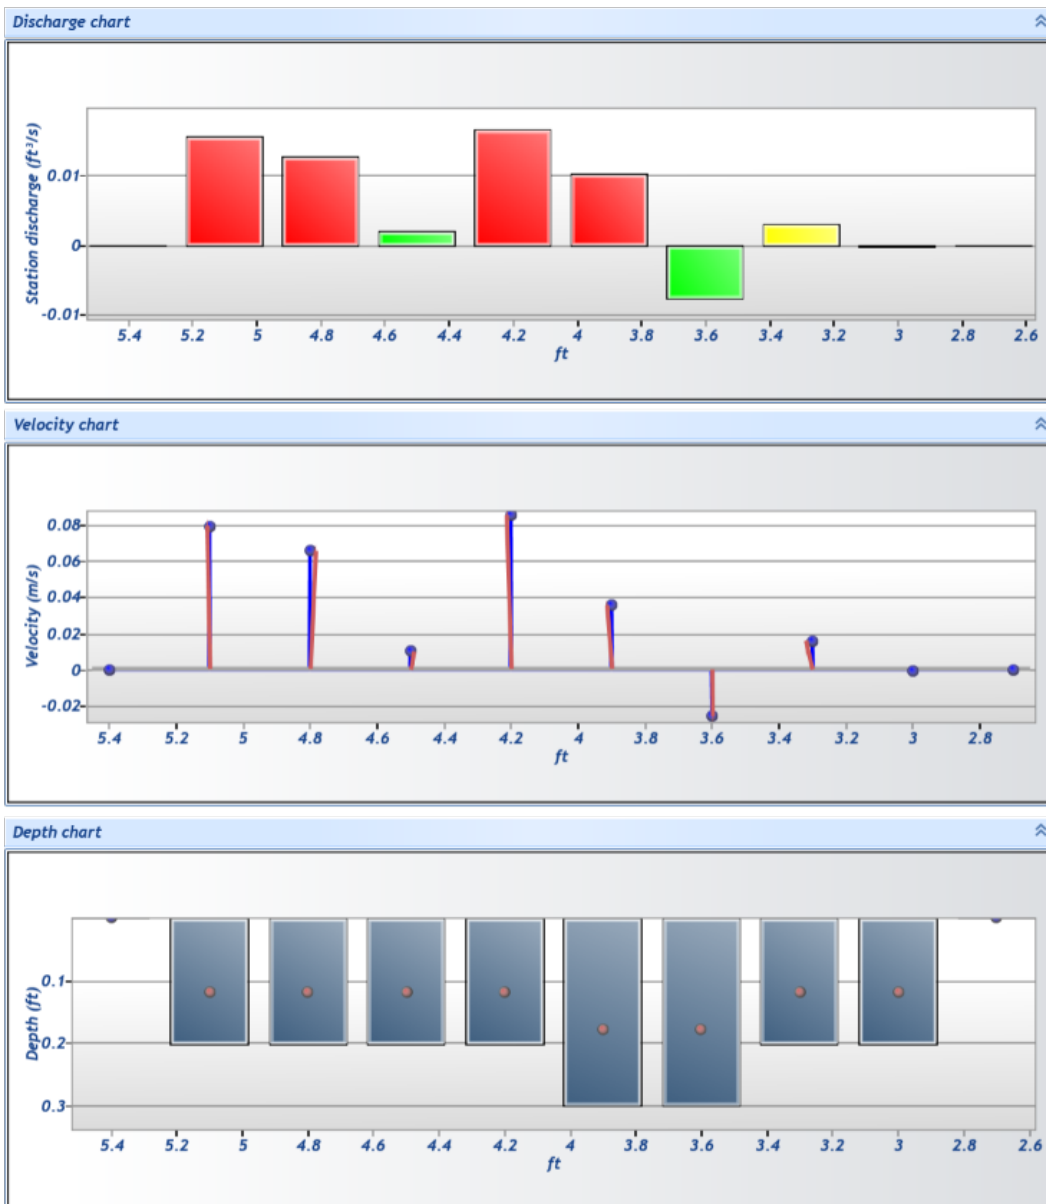 Discharge chart
Station discharge (ft³/s)
0.01
0
-0.01
5.4 5.2 5 4.8 4.6 4.4 4.2 4 3.8 3.6 3.4 3.2 3 2.8 2.6
ft
Velocity chart
Velocity (m/s)
0.08
0.06
0.04
0.02
0
-0.02
5.4 5.2 5 4.8 4.6 4.4 4.2 4 3.8 3.6 3.4 3.2 3 2.8
ft
Depth chart
Depth (ft)
0.1
0.2
0.3
5.4 5.2 5 4.8 4.6 4.4 4.2 4 3.8 3.6 3.4 3.2 3 2.8 2.6
ft